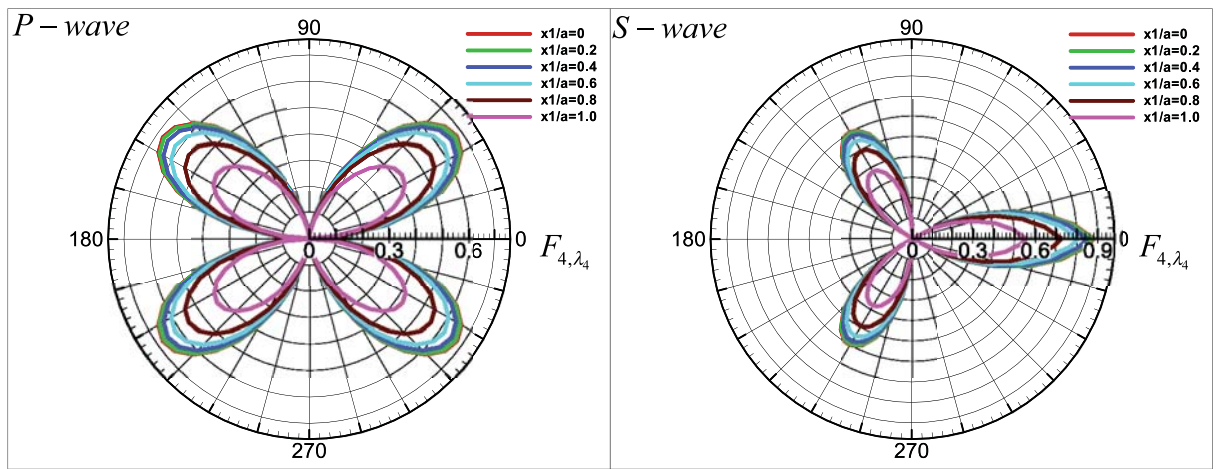 P – wave
90
x1/a=0
x1/a=0.2
x1/a=0.4
x1/a=0.6
x1/a=0.8
x1/a=1.0
180
0
0.3
0.6
0
F4,λ4
270
S – wave
90
x1/a=0
x1/a=0.2
x1/a=0.4
x1/a=0.6
x1/a=0.8
x1/a=1.0
180
0
0.3
0.6
0.9
0
F4,λ4
270